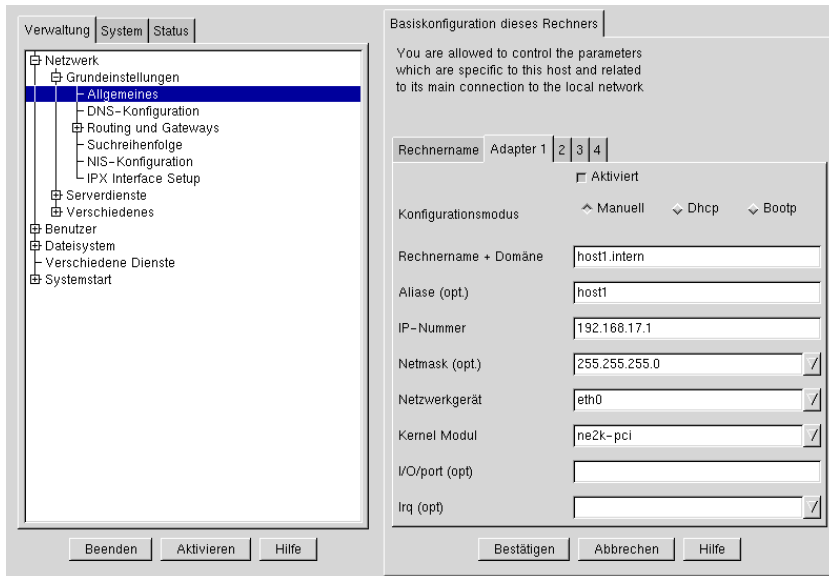 Verwaltung System Status
Netzwerk
Grundeinstellungen
Allgemeines
DNS-Konfiguration
Routing und Gateways
Suchreihenfolge
NIS-Konfiguration
IPX Interface Setup
Serverdienste
Verschiedenes
Benutzer
Dateisystem
Verschiedene Dienste
Systemstart
Beenden Aktivieren Hilfe
Basiskonfiguration dieses Rechners
You are allowed to control the parameters
which are specific to this host and related
to its main connection to the local network
Rechnername Adapter 1 2 3 4
Aktiviert
Konfigurationsmodus Manuell Dhcp Bootp
Rechnername + Domäne host1.intern
Aliase (opt.) host1
IP-Nummer 192.168.17.1
Netmask (opt.) 255.255.255.0
Netzwerkgerät eth0
Kernel Modul ne2k-pci
I/O/port (opt)
Irq (opt)
Bestätigen Abbrechen Hilfe